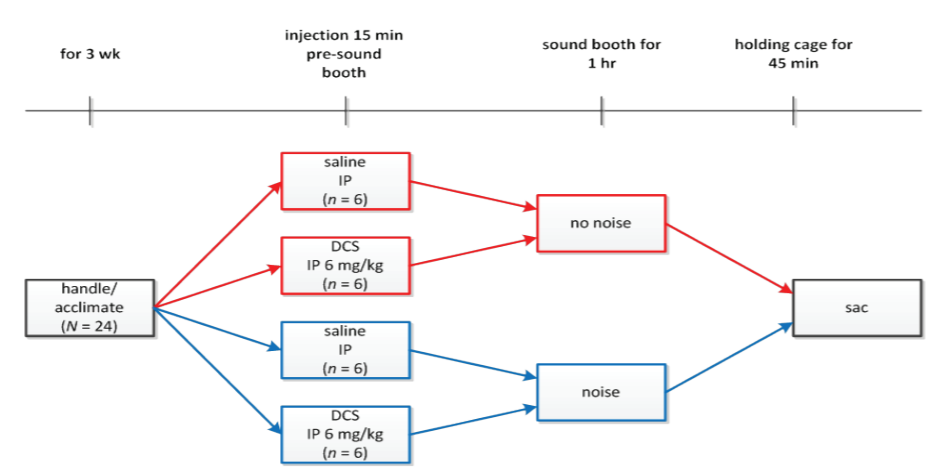 for 3 wk
injection 15 min
pre-sound
booth
sound booth for
1 hr
holding cage for
45 min
saline
IP
(n = 6)
DCS
IP 6 mg/kg
(n = 6)
no noise
handle/
acclimate
(N = 24)
sac
saline
IP
(n = 6)
noise
DCS
IP 6 mg/kg
(n = 6)